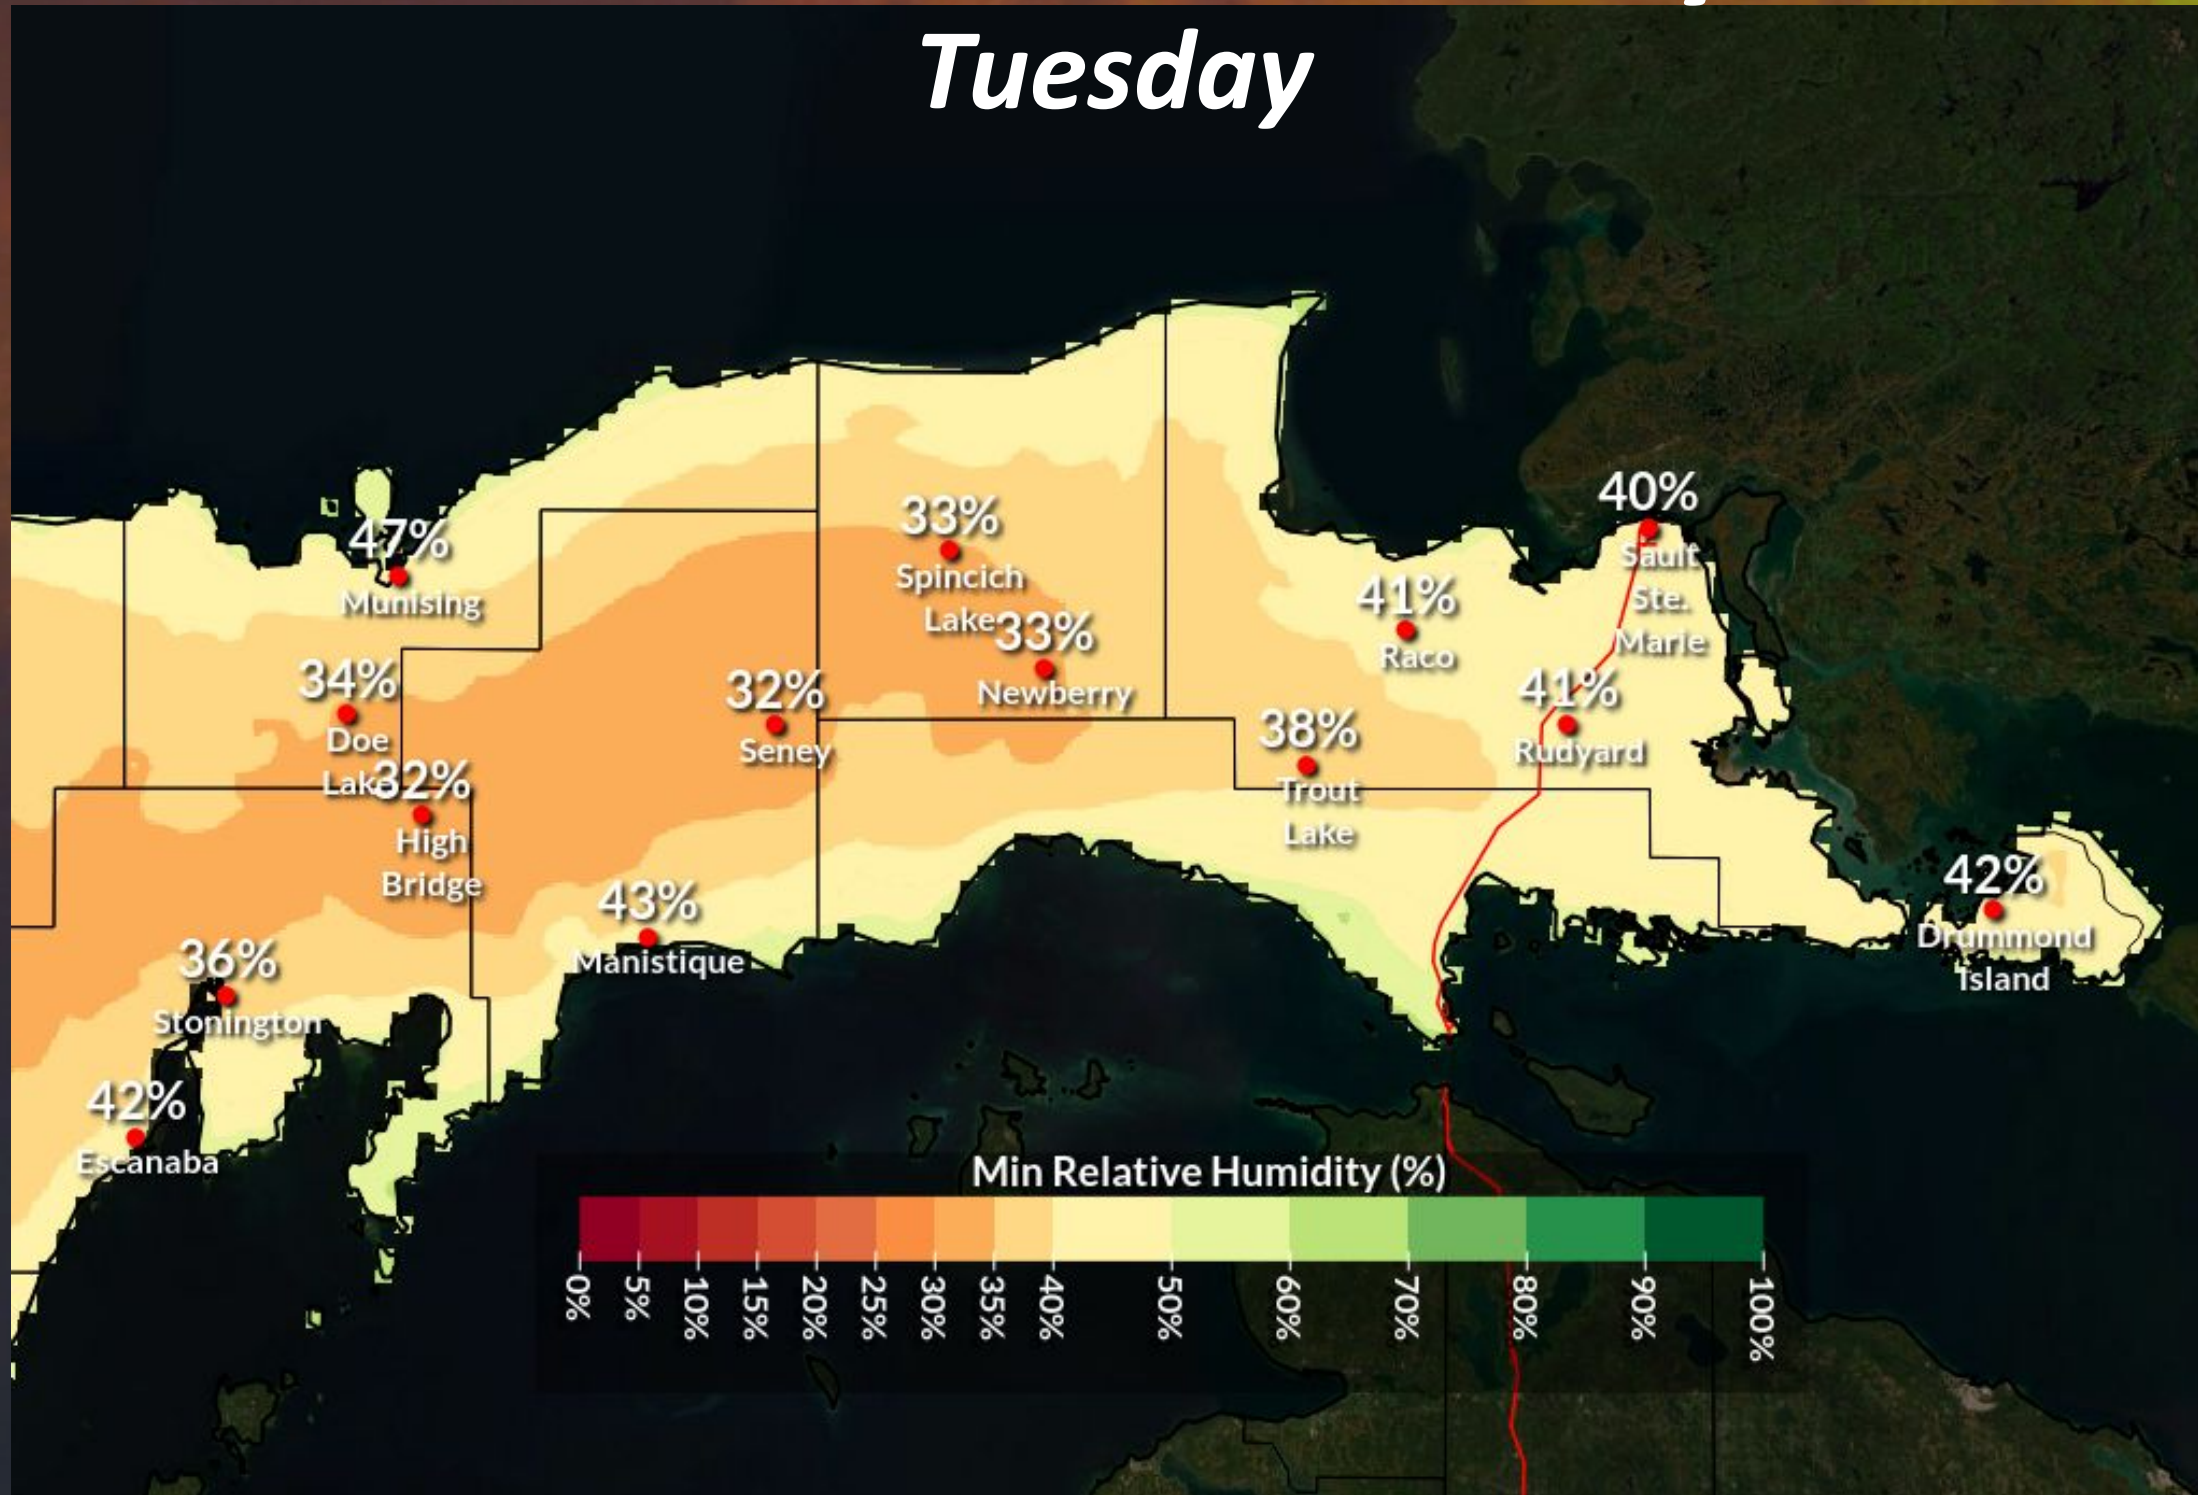 Tuesday
40%
Sault
Ste.
Marie
47%
Munising
33%
Spincich
Lake
33%
Newberry
41%
Raco
34%
Doe
Lake
32%
Seney
41%
Rudyard
38%
Trout
Lake
32%
High
Bridge
43%
Manistique
42%
Drummond
Island
36%
Stonington
42%
Escanaba
Min Relative Humidity (%)
0%
5%
10%
15%
20%
25%
30%
35%
40%
50%
60%
70%
80%
90%
100%